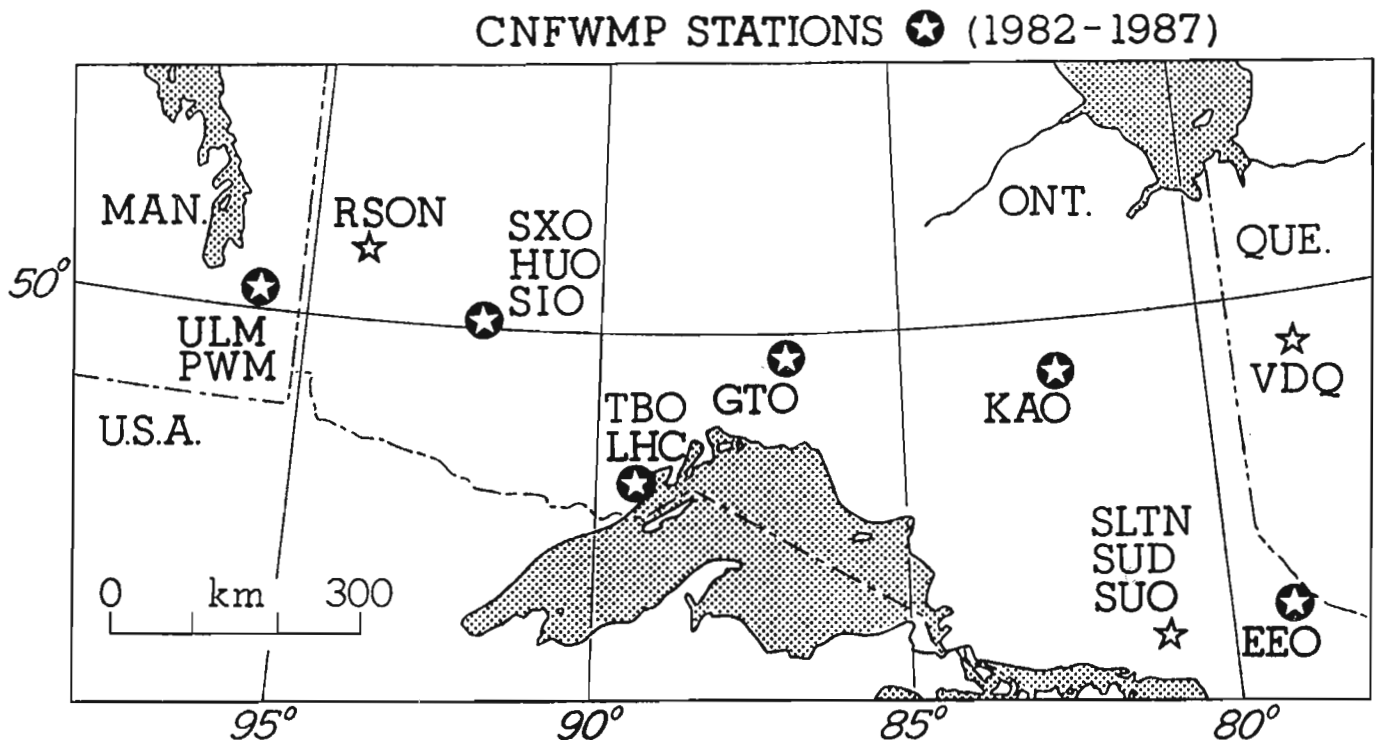 CNFWMP STATIONS (1982-1987)
MAN.
RSON
SXO
HUO
SIO
ONT.
QUE.
50°
ULM
PWM
U.S.A.
TBO
LHC
GTO
KAO
VDQ
SLTN
SUD
SUO
EEO
0 km 300
95° 90° 85° 80°